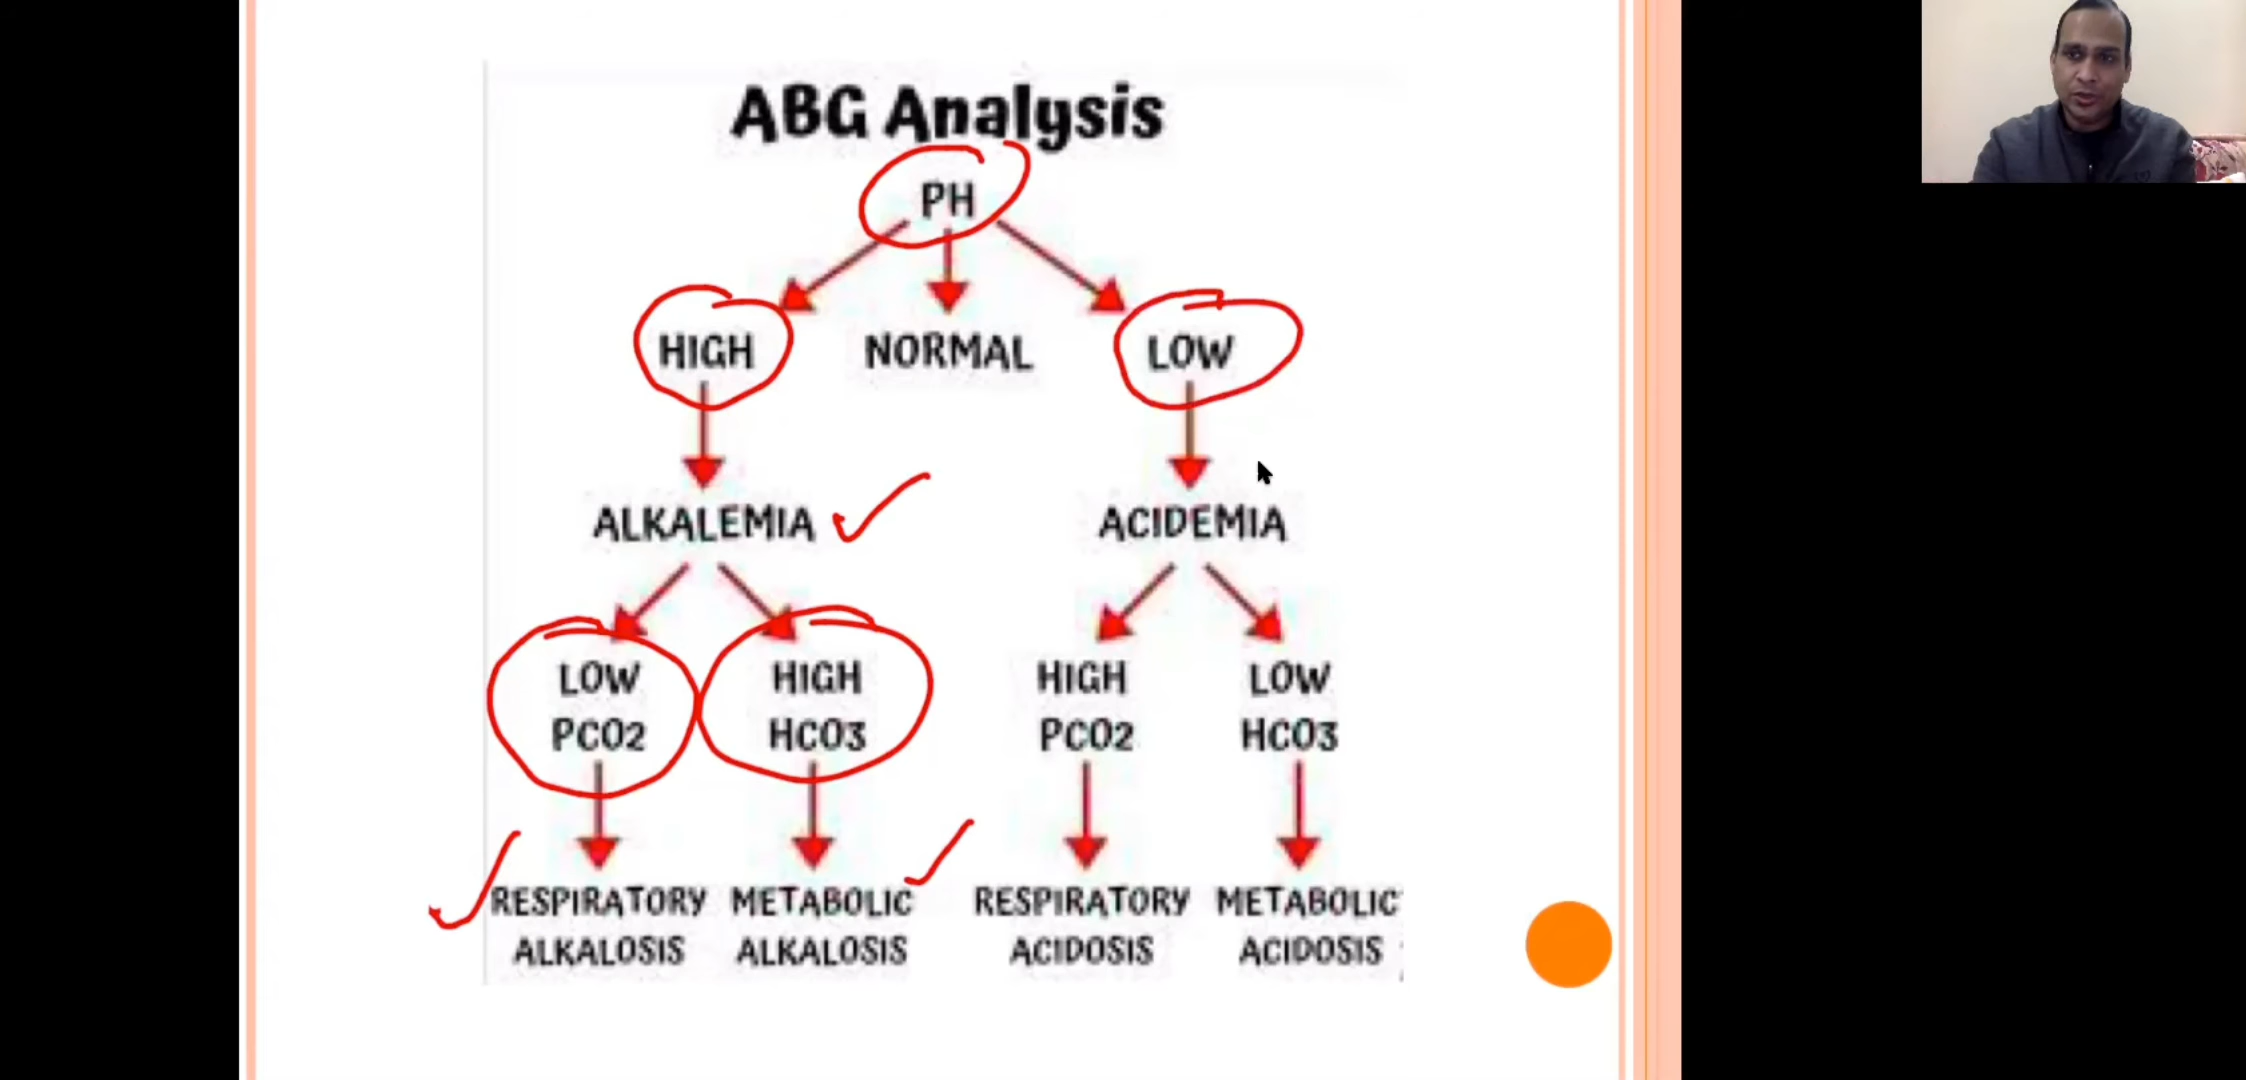 ABG Analysis
PH
HIGH NORMAL LOW
ALKALEMIA ACIDEMIA
LOW HIGH HIGH LOW
PCO2 HCO3 PCO2 HCO3
RESPIRATORY METABOLIC RESPIRATORY METABOLIC
ALKALOSIS ALKALOSIS ACIDOSIS ACIDOSIS